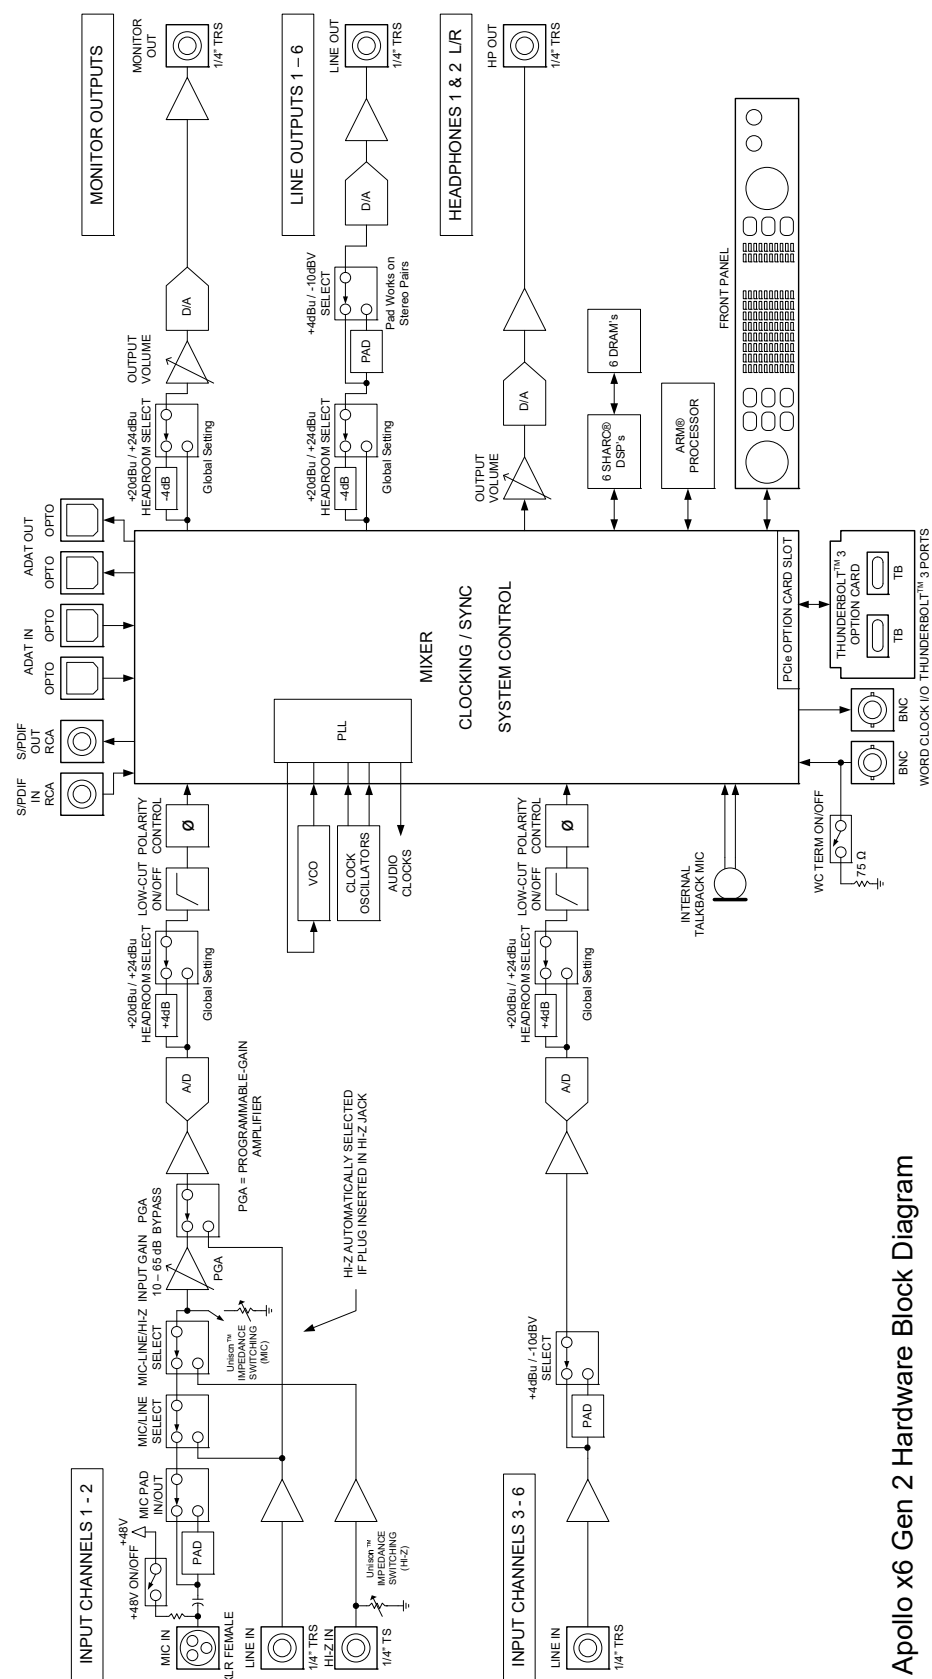 INPUT CHANNELS 1 - 2
+48V ON/OFF
+48V
MIC IN
XLR FEMALE
PAD
MIC PAD
IN/OUT
MIC/LINE
SELECT
MIC-LINE/HI-Z
SELECT
INPUT GAIN
10 – 65 dB
PGA
PGA
BYPASS
Unison™
IMPEDANCE
SWITCHING
(MIC)
LINE IN
1/4" TRS
HI-Z IN
1/4" TS
Unison™
IMPEDANCE
SWITCHING
(HI-Z)
PGA = PROGRAMMABLE-GAIN
AMPLIFIER
HI-Z AUTOMATICALLY SELECTED
IF PLUG INSERTED IN HI-Z JACK
A/D
+20dBu / +24dBu
HEADROOM SELECT
+4dB
Global Setting
LOW-CUT
ON/OFF
POLARITY
CONTROL
Ø
INPUT CHANNELS 3 - 6
LINE IN
1/4" TRS
PAD
+4dBu / -10dBV
SELECT
A/D
+20dBu / +24dBu
HEADROOM SELECT
+4dB
Global Setting
LOW-CUT
ON/OFF
POLARITY
CONTROL
Ø
VCO
CLOCK
OSCILLATORS
AUDIO
CLOCKS
PLL
INTERNAL
TALKBACK MIC
WC TERM ON/OFF
75 Ω
S/PDIF
IN
RCA
S/PDIF
OUT
RCA
ADAT IN
OPTO
OPTO
ADAT OUT
OPTO
OPTO
MIXER
CLOCKING / SYNC
SYSTEM CONTROL
PCIe OPTION CARD SLOT
BNC
BNC
WORD CLOCK I/O
THUNDERBOLT™ 3
OPTION CARD
TB
TB
THUNDERBOLT™ 3 PORTS
MONITOR OUTPUTS
+20dBu / +24dBu
HEADROOM SELECT
-4dB
Global Setting
OUTPUT
VOLUME
D/A
MONITOR
OUT
1/4" TRS
LINE OUTPUTS 1 – 6
+20dBu / +24dBu
HEADROOM SELECT
-4dB
Global Setting
PAD
+4dBu / -10dBV
SELECT
Pad Works on
Stereo Pairs
D/A
LINE OUT
1/4" TRS
HEADPHONES 1 & 2 L/R
OUTPUT
VOLUME
D/A
HP OUT
1/4" TRS
6 SHARC®
DSP's
6 DRAM's
ARM®
PROCESSOR
FRONT PANEL
Apollo x6 Gen 2 Hardware Block Diagram